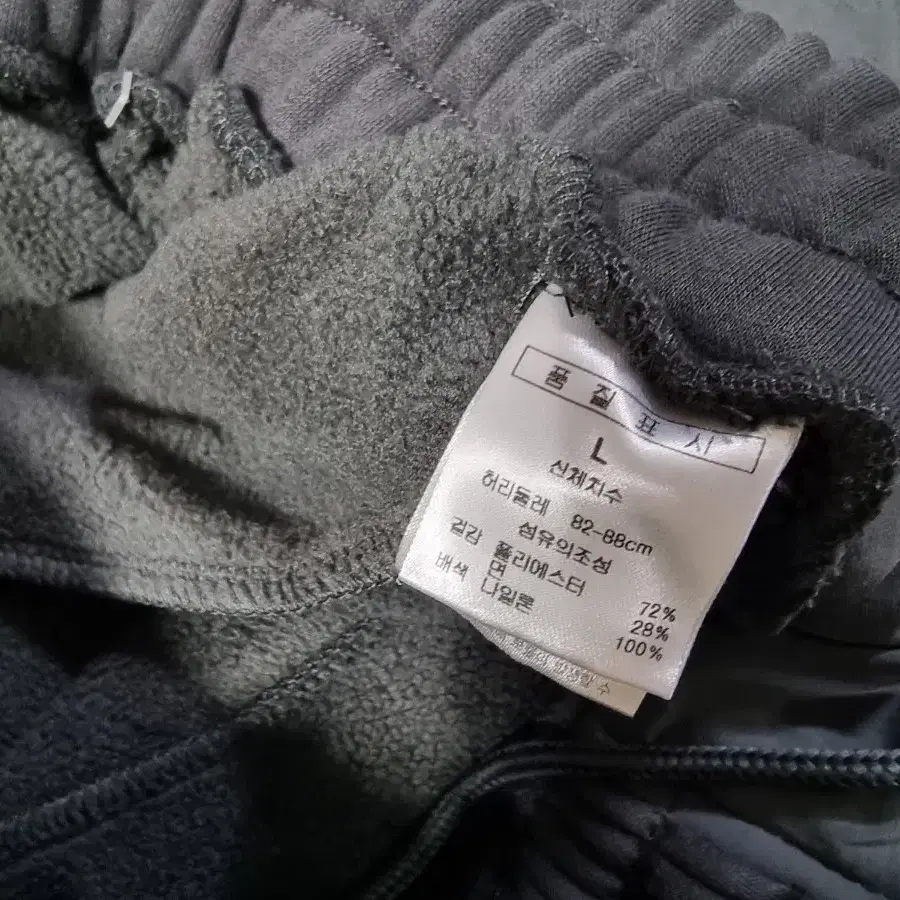 품 질 표 시
L
신체치수
허리둘레 82-88cm
섬유의조성
겉감 폴리에스터 72%
면 28%
배색 나일론 100%